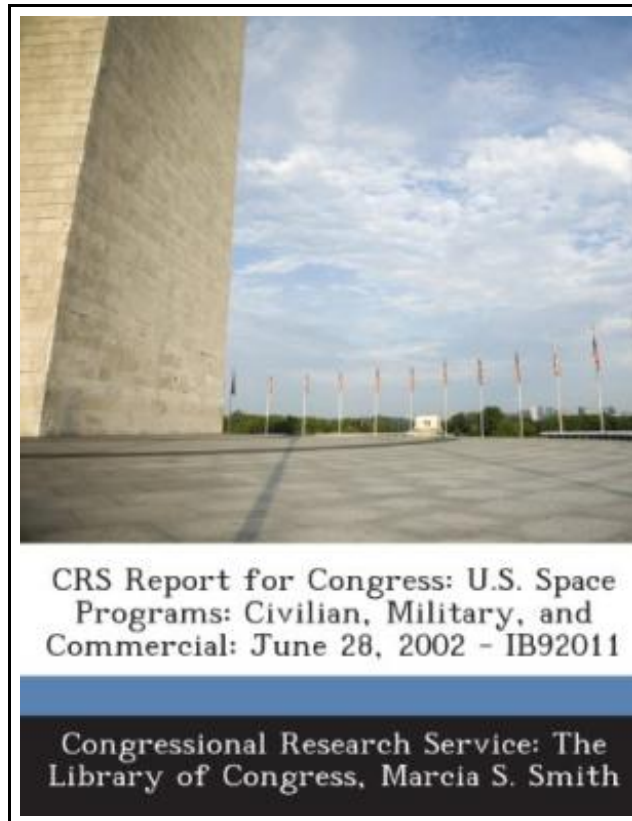 CRS Report for Congress: U.S. Space
Programs: Civilian, Military, and
Commercial: June 28, 2002 - IB92011
Congressional Research Service: The
Library of Congress, Marcia S. Smith